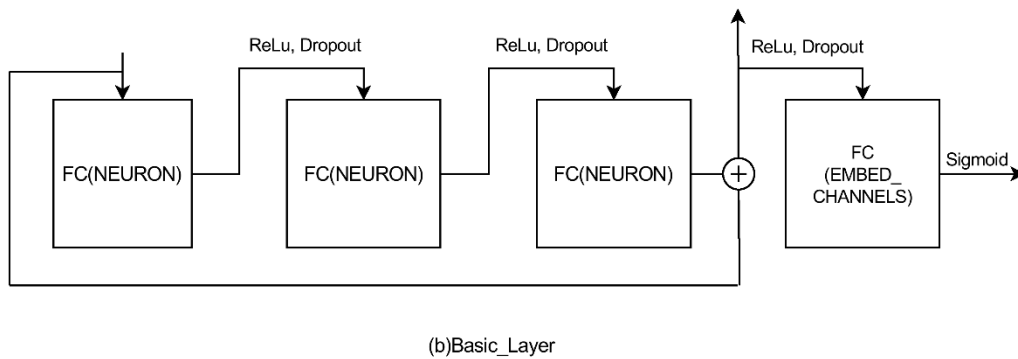 ReLu, Dropout
ReLu, Dropout
ReLu, Dropout
FC(NEURON)
FC(NEURON)
FC(NEURON)
+
FC
(EMBED_
CHANNELS)
Sigmoid
(b)Basic_Layer